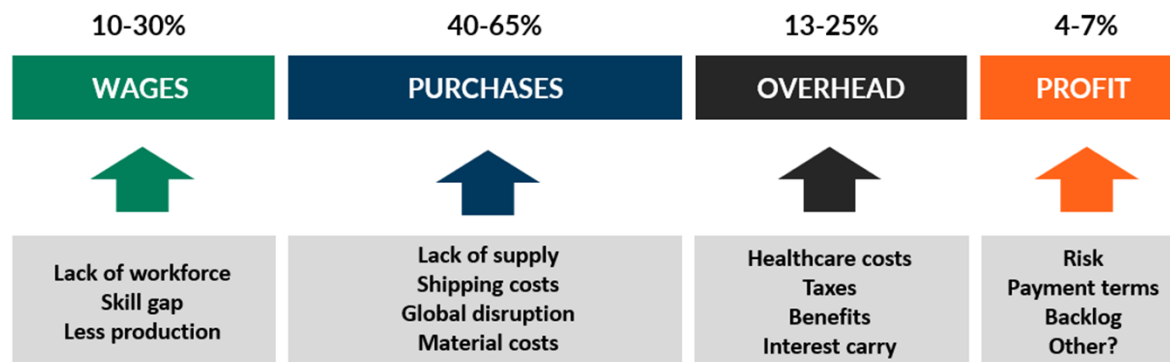 10-30%
40-65%
13-25%
4-7%
WAGES
PURCHASES
OVERHEAD
PROFIT
Lack of workforce
Skill gap
Less production
Lack of supply
Shipping costs
Global disruption
Material costs
Healthcare costs
Taxes
Benefits
Interest carry
Risk
Payment terms
Backlog
Other?